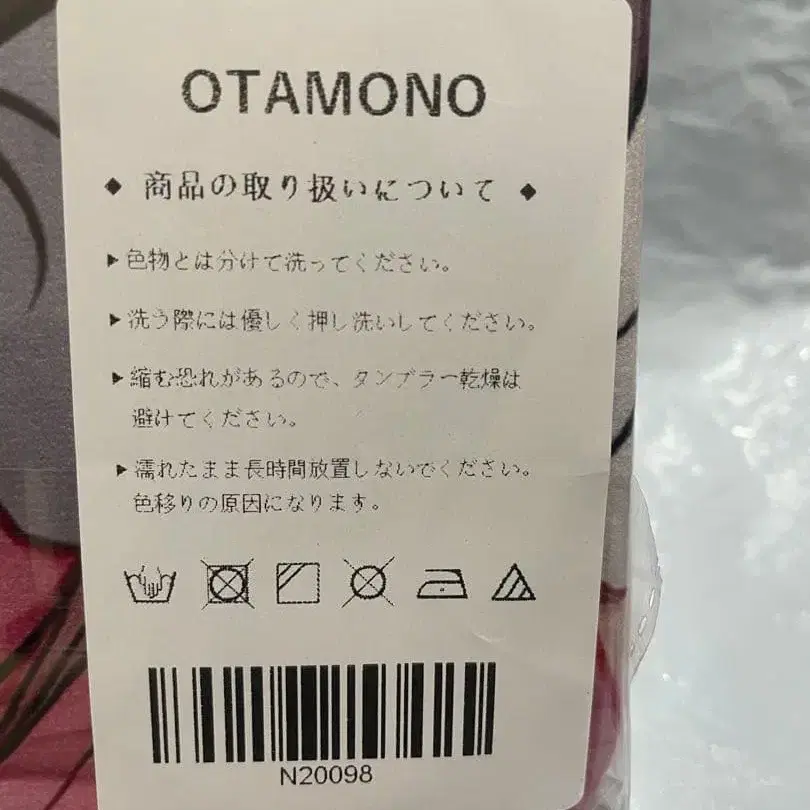 OTAMONO
◆ 商品の取り扱いについて ◆
▶色物とは分けて洗ってください。
▶洗う際には優しく押し洗いしてください。
▶縮む恐れがあるので、タンブラー乾燥は
避けてください。
▶濡れたまま長時間放置しないでください。
色移りの原因になります。
N20098